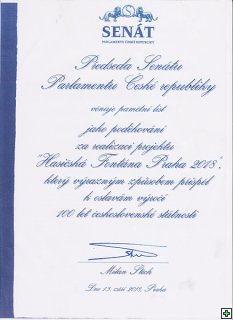 SENÁT
PARLAMENTU ČESKÉ REPUBLIKY
Předseda Senátu
Parlamentu České republiky
věnuje pamětní list
jako poděkování
za realizaci projektu
"Hasičská Fontána Praha 2018",
který výrazným způsobem přispěl
k oslavám výročí
100 let československé státnosti
Milan Štěch
Dne 13. září 2018, Praha